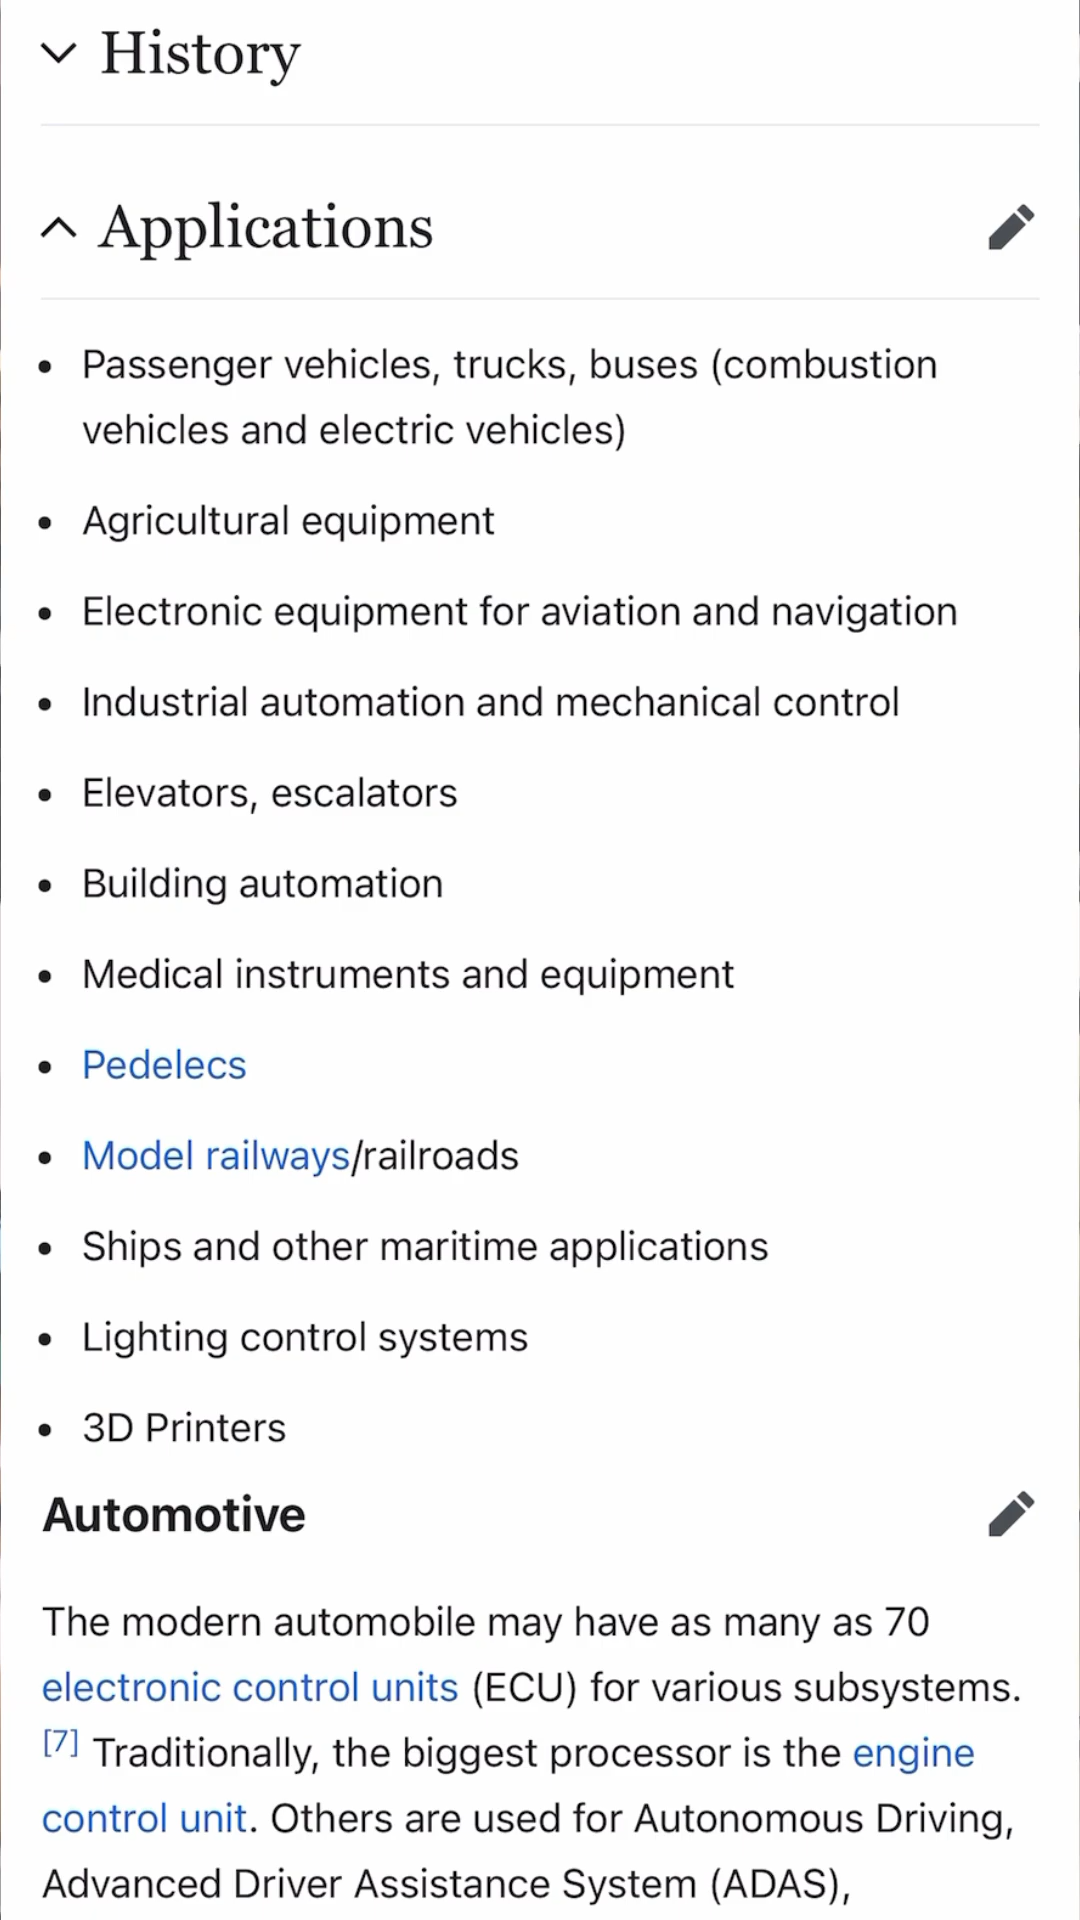 History
Applications
Passenger vehicles, trucks, buses (combustion
vehicles and electric vehicles)
Agricultural equipment
Electronic equipment for aviation and navigation
Industrial automation and mechanical control
Elevators, escalators
Building automation
Medical instruments and equipment
Pedelecs
Model railways/railroads
Ships and other maritime applications
Lighting control systems
3D Printers
Automotive
The modern automobile may have as many as 70
electronic control units (ECU) for various subsystems.
[7] Traditionally, the biggest processor is the engine
control unit. Others are used for Autonomous Driving,
Advanced Driver Assistance System (ADAS),